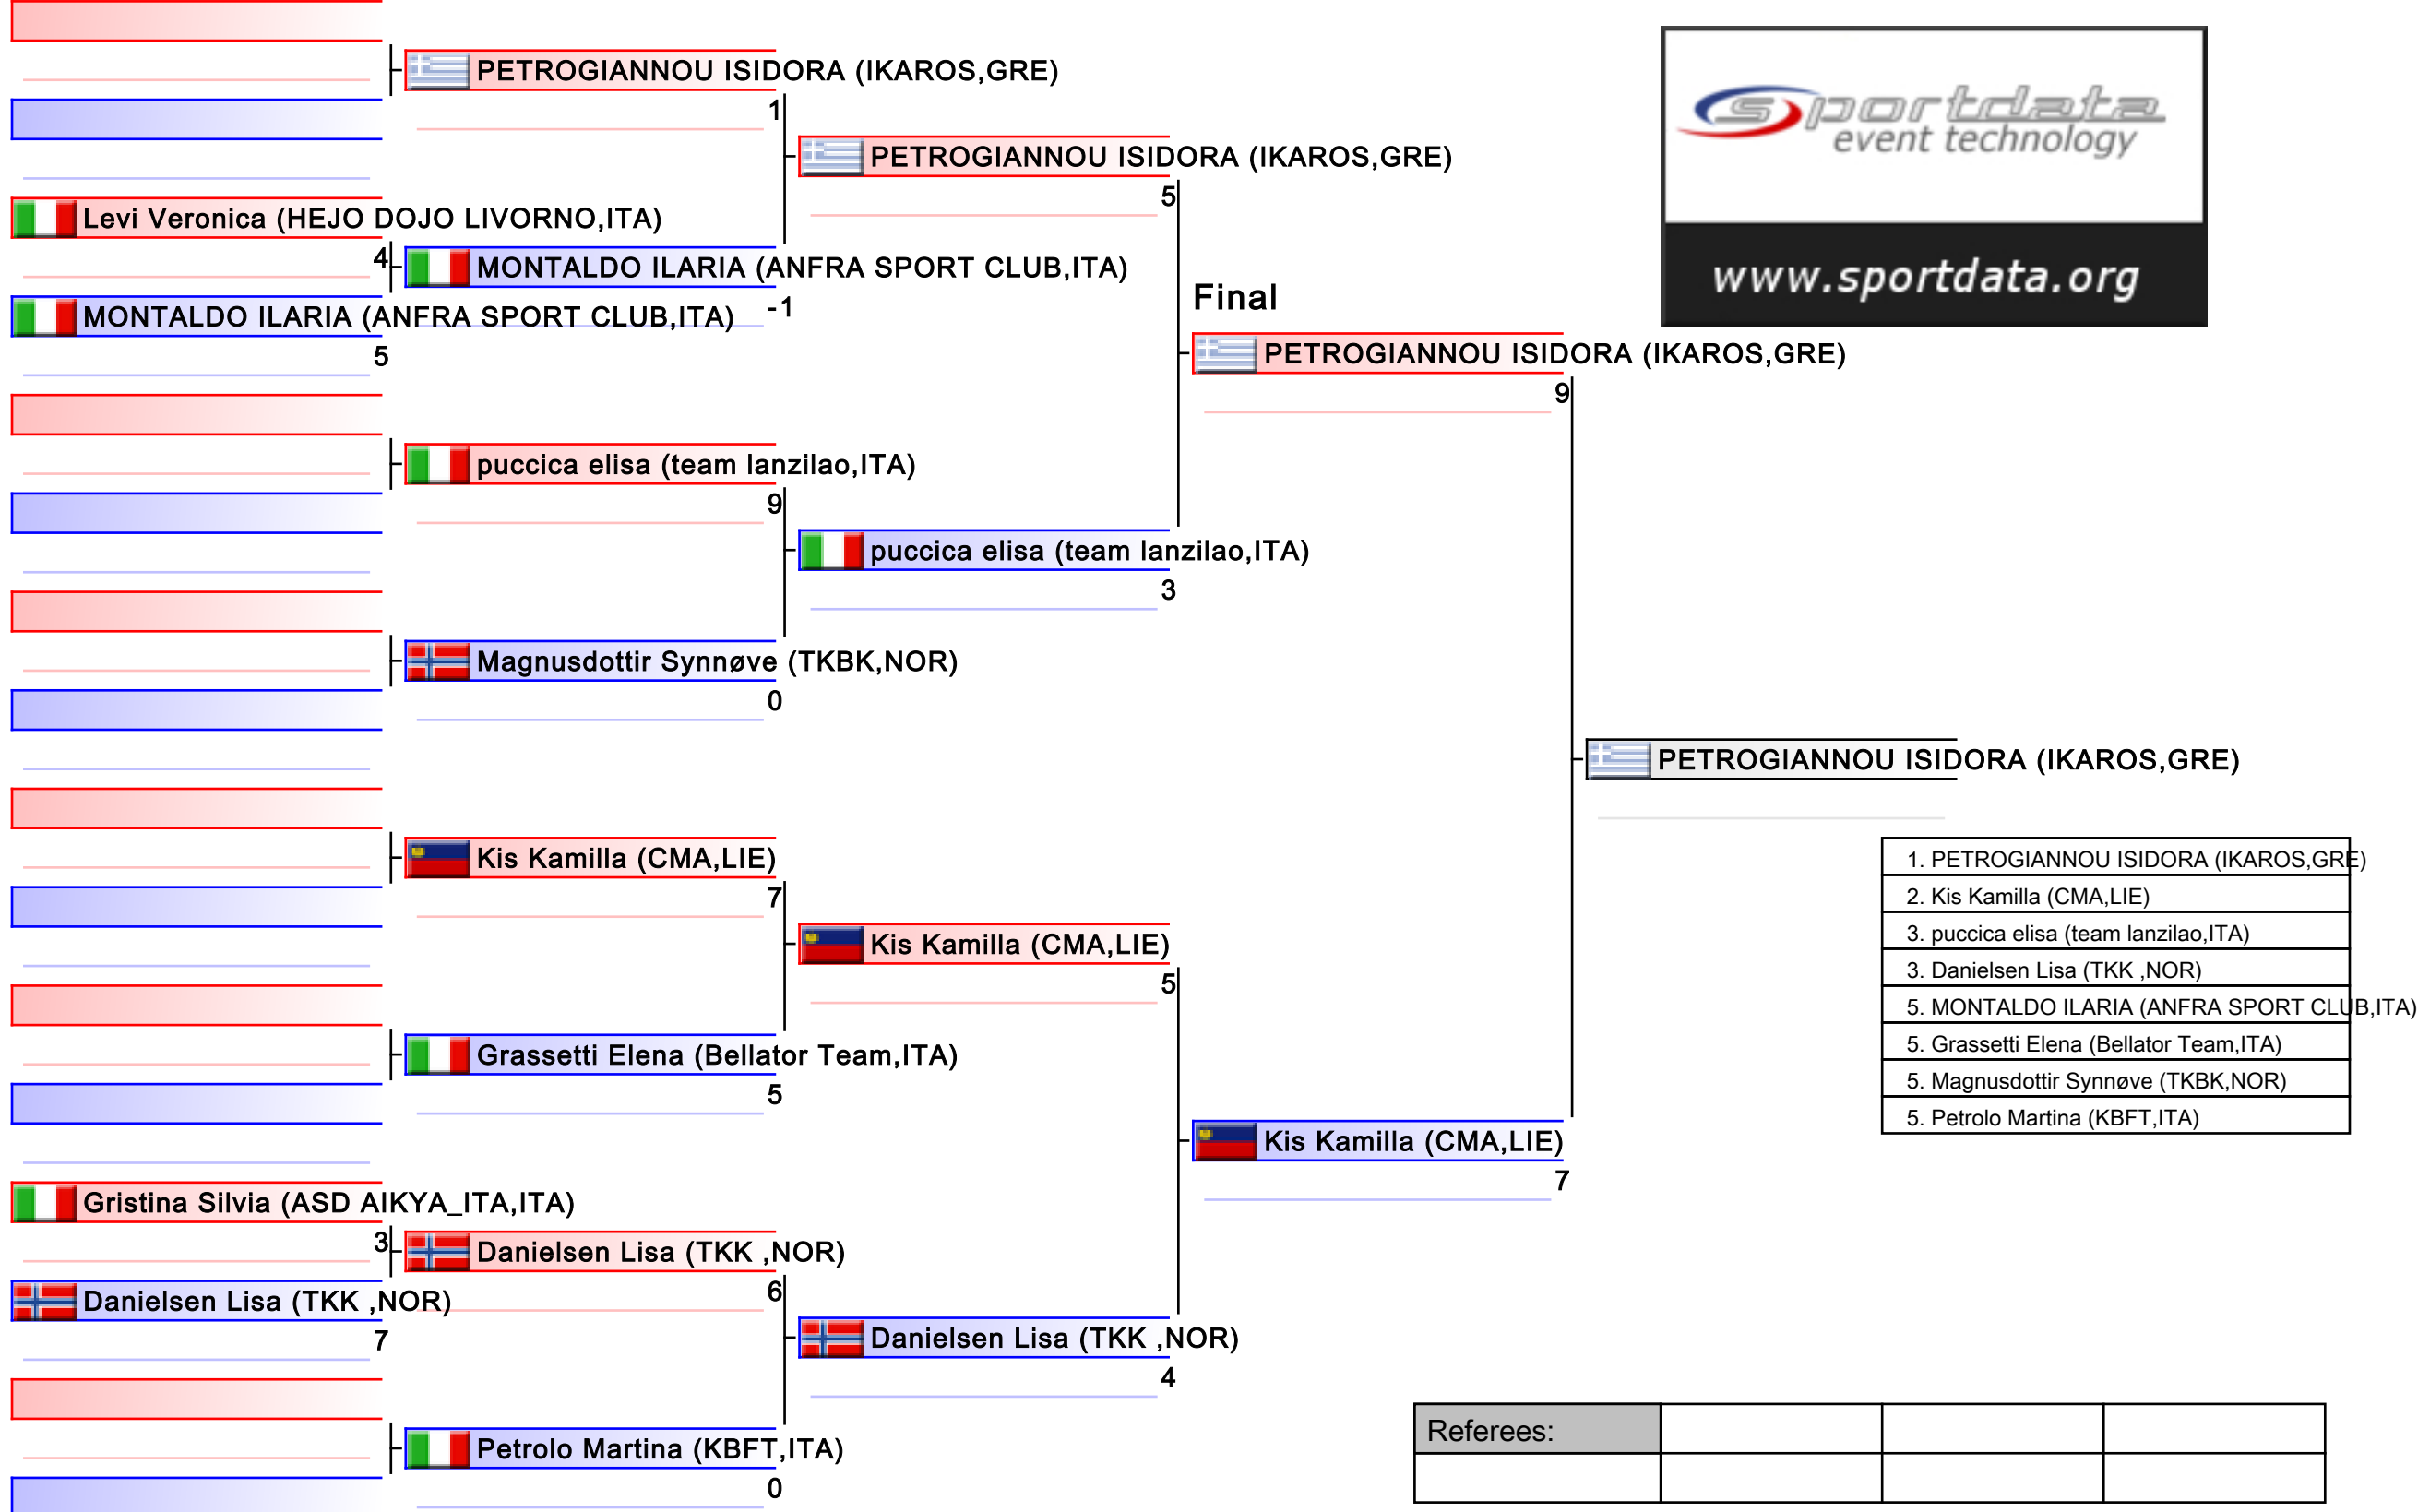 PETROGIANNOU ISIDORA (IKAROS,GRE)
1
sportdata
event technology
www.sportdata.org
PETROGIANNOU ISIDORA (IKAROS,GRE)
5
Levi Veronica (HEJO DOJO LIVORNO,ITA)
4
MONTALDO ILARIA (ANFRA SPORT CLUB,ITA)
-1
MONTALDO ILARIA (ANFRA SPORT CLUB,ITA)
5
Final
PETROGIANNOU ISIDORA (IKAROS,GRE)
9
puccica elisa (team lanzilao,ITA)
9
puccica elisa (team lanzilao,ITA)
3
Magnusdottir Synnøve (TKBK,NOR)
0
PETROGIANNOU ISIDORA (IKAROS,GRE)
Kis Kamilla (CMA,LIE)
7
Kis Kamilla (CMA,LIE)
5
1. PETROGIANNOU ISIDORA (IKAROS,GRE)
2. Kis Kamilla (CMA,LIE)
3. puccica elisa (team lanzilao,ITA)
3. Danielsen Lisa (TKK ,NOR)
5. MONTALDO ILARIA (ANFRA SPORT CLUB,ITA)
5. Grassetti Elena (Bellator Team,ITA)
5. Magnusdottir Synnøve (TKBK,NOR)
5. Petrolo Martina (KBFT,ITA)
Grassetti Elena (Bellator Team,ITA)
5
Kis Kamilla (CMA,LIE)
7
Gristina Silvia (ASD AIKYA_ITA,ITA)
3
Danielsen Lisa (TKK ,NOR)
6
Danielsen Lisa (TKK ,NOR)
7
Danielsen Lisa (TKK ,NOR)
4
Petrolo Martina (KBFT,ITA)
0
Referees: